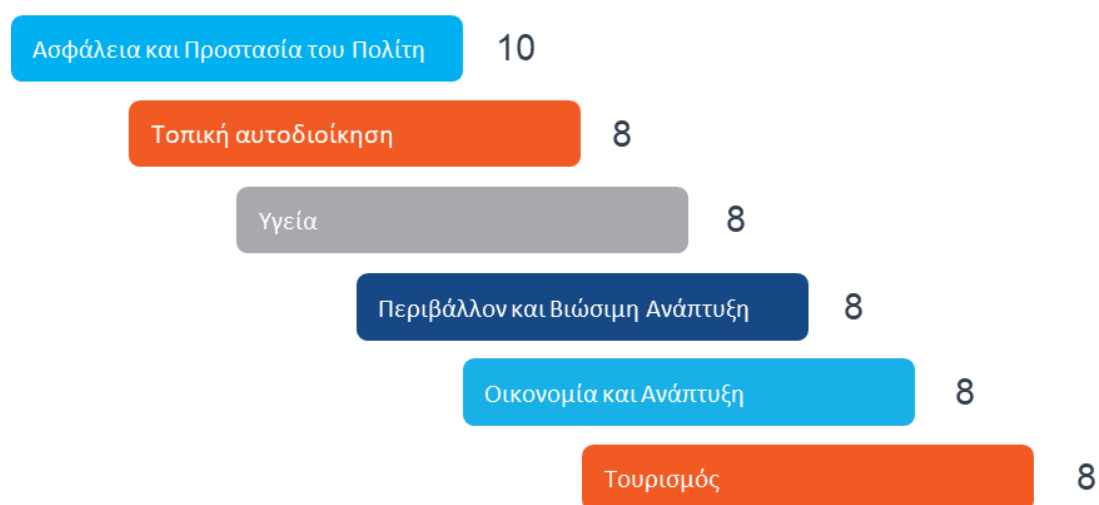 Ασφάλεια και Προστασία του Πολίτη 10
Τοπική αυτοδιοίκηση 8
Υγεία 8
Περιβάλλον και Βιώσιμη Ανάπτυξη 8
Οικονομία και Ανάπτυξη 8
Τουρισμός 8